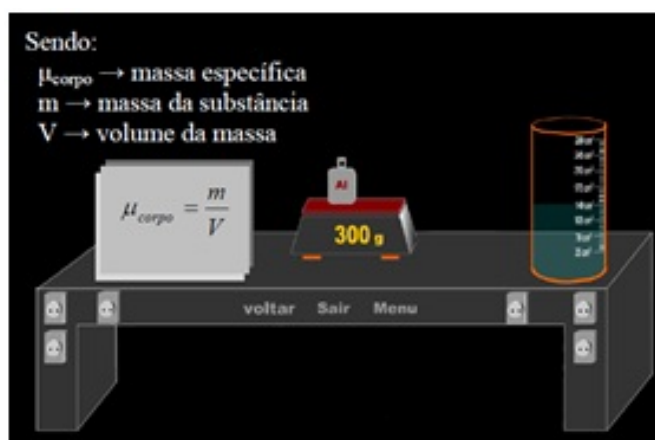 Sendo:
μcorpo → massa específica
m → massa da substância
V → volume da massa
μcorpo = m/V
Al
300 g
voltar Sair Menu